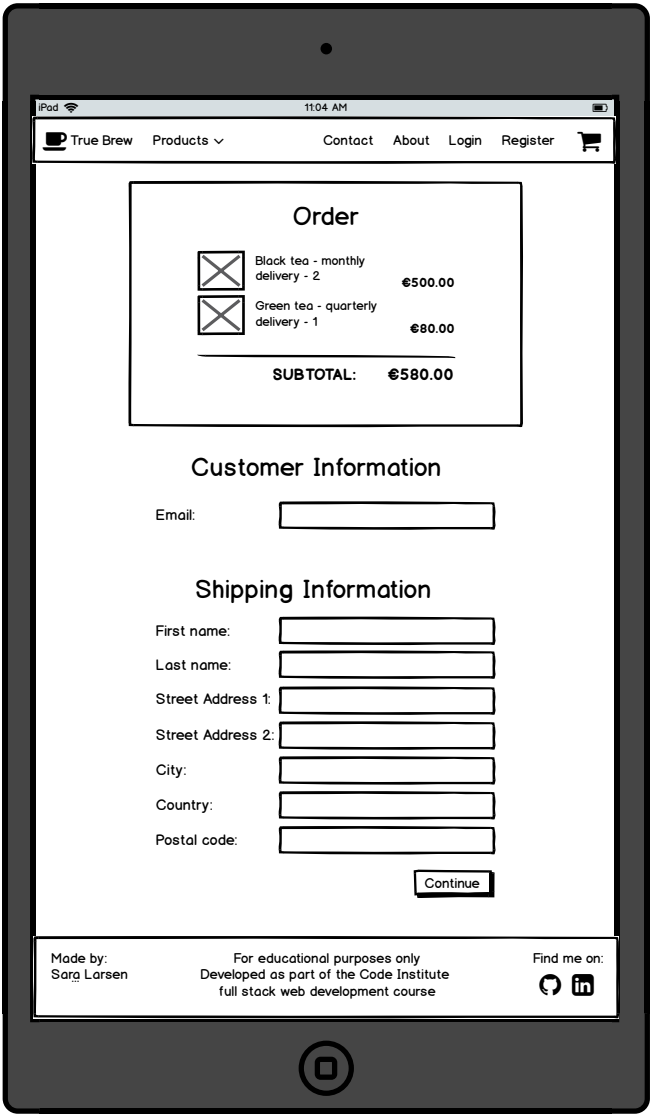 iPad
11:04 AM
True Brew Products Contact About Login Register
Order
Black tea - monthly
delivery - 2
€500.00
Green tea - quarterly
delivery - 1
€80.00
SUBTOTAL: €580.00
Customer Information
Email:
Shipping Information
First name:
Last name:
Street Address 1:
Street Address 2:
City:
Country:
Postal code:
Continue
Made by:
Sara Larsen
For educational purposes only
Developed as part of the Code Institute
full stack web development course
Find me on:
in